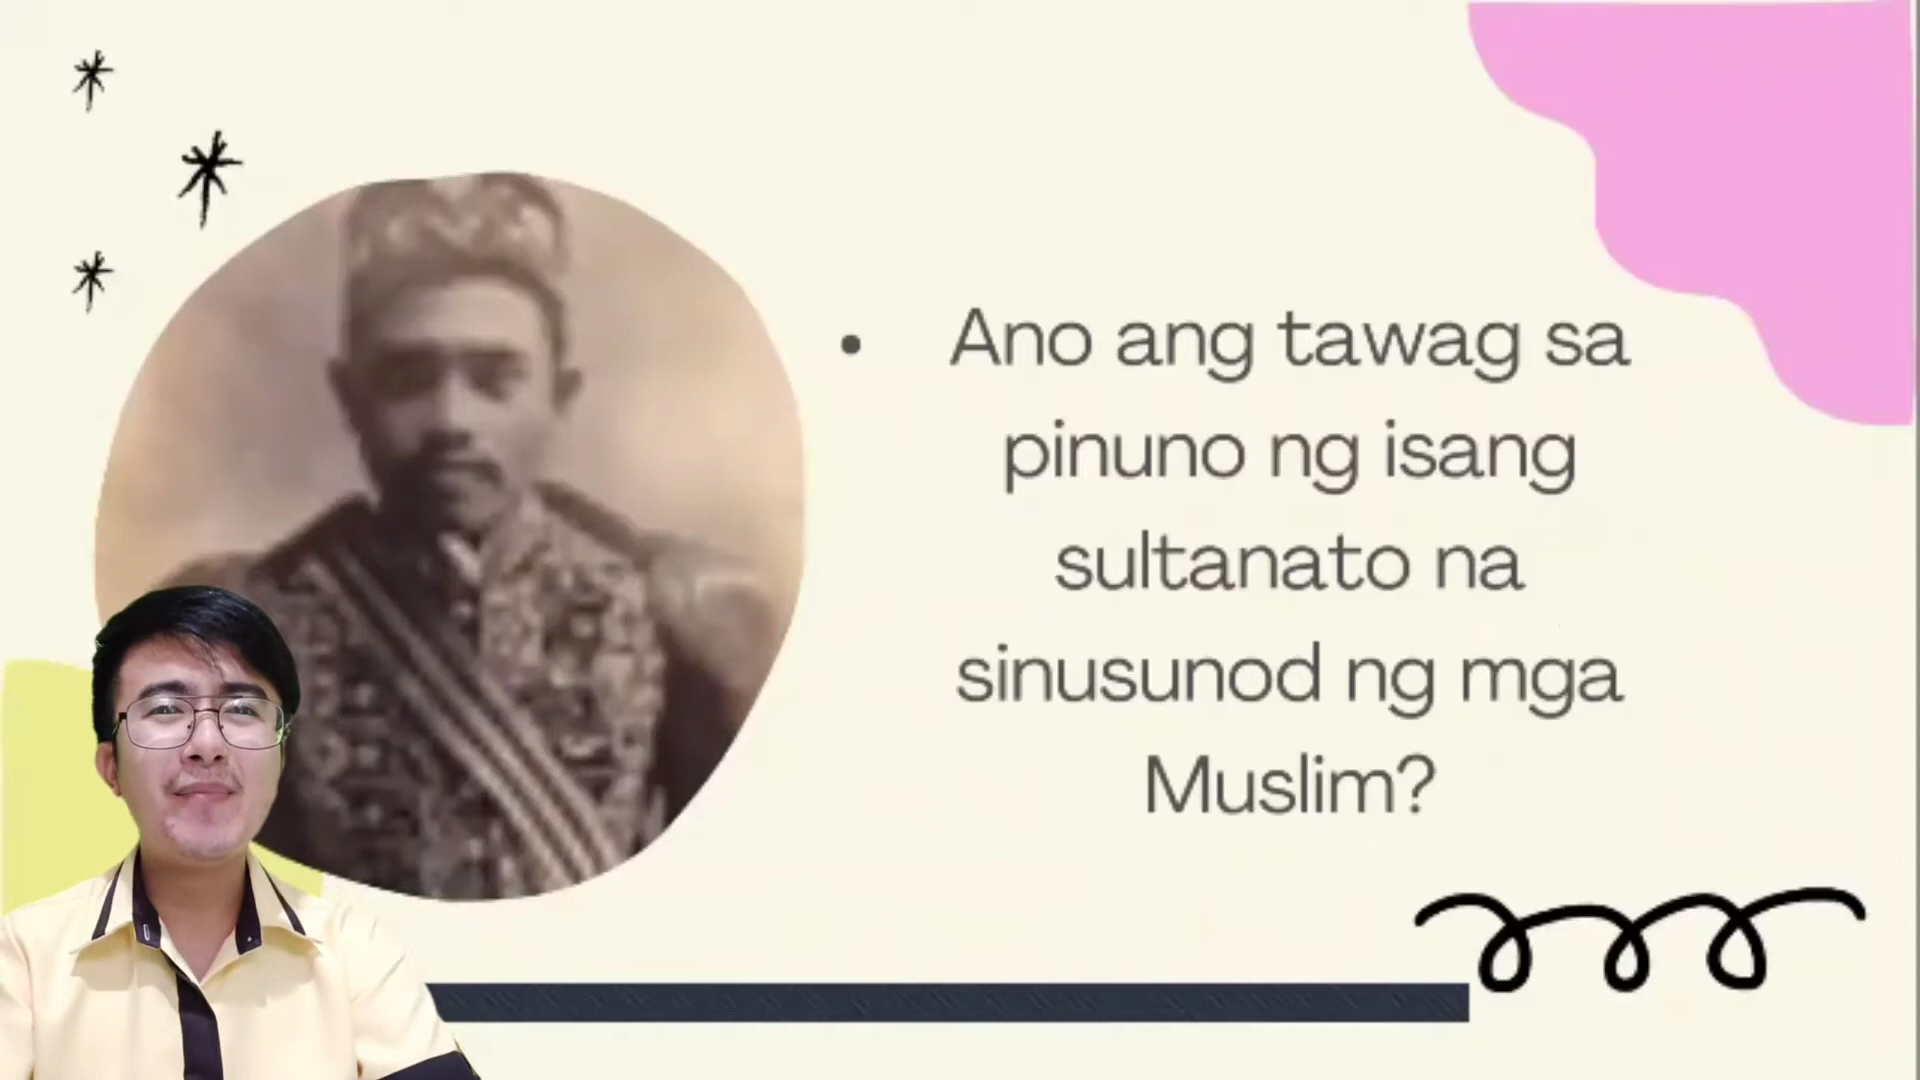 • Ano ang tawag sa
pinuno ng isang
sultanato na
sinusunod ng mga
Muslim?